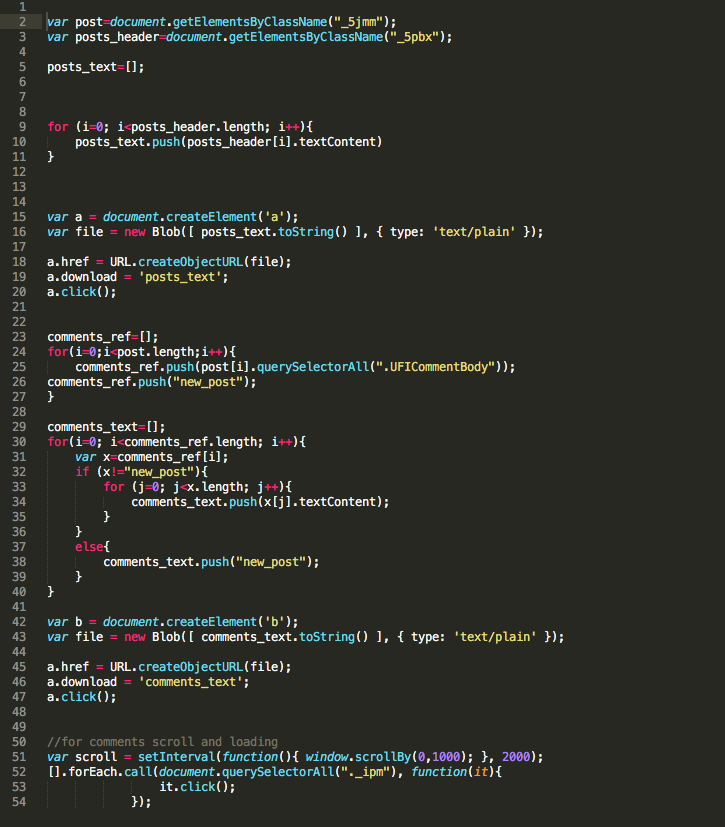 1
2 var post=document.getElementsByClassName("_5jmm");
3 var posts_header=document.getElementsByClassName("_5pbx");
4
5 posts_text=[];
6
7
8
9 for (i=0; i<posts_header.length; i++){
10     posts_text.push(posts_header[i].textContent)
11 }
12
13
14
15 var a = document.createElement('a');
16 var file = new Blob([ posts_text.toString() ], { type: 'text/plain' });
17
18 a.href = URL.createObjectURL(file);
19 a.download = 'posts_text';
20 a.click();
21
22
23 comments_ref=[];
24 for(i=0;i<post.length;i++){
25     comments_ref.push(post[i].querySelectorAll(".UFICommentBody"));
26 comments_ref.push("new_post");
27 }
28
29 comments_text=[];
30 for(i=0; i<comments_ref.length; i++){
31     var x=comments_ref[i];
32     if (x!="new_post"){
33         for (j=0; j<x.length; j++){
34             comments_text.push(x[j].textContent);
35         }
36     }
37     else{
38         comments_text.push("new_post");
39     }
40 }
41
42 var b = document.createElement('b');
43 var file = new Blob([ comments_text.toString() ], { type: 'text/plain' });
44
45 a.href = URL.createObjectURL(file);
46 a.download = 'comments_text';
47 a.click();
48
49
50 //for comments scroll and loading
51 var scroll = setInterval(function(){ window.scrollBy(0,1000); }, 2000);
52 [].forEach.call(document.querySelectorAll("._ipm"), function(it){
53                 it.click();
54             });